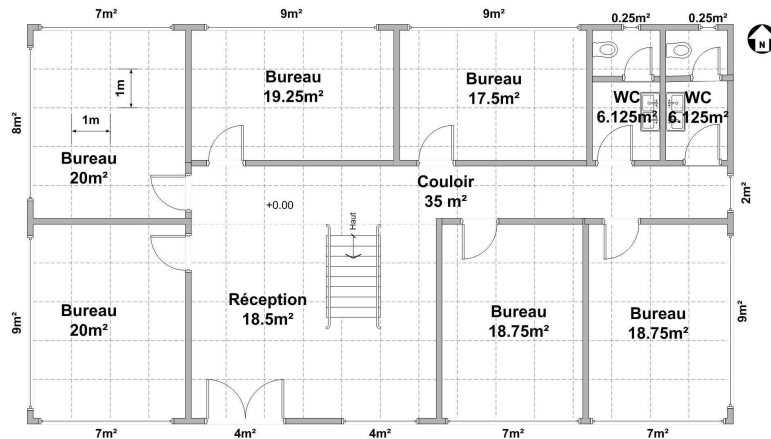 7m²
9m²
9m²
0.25m²
0.25m²
N
8m²
1m
1m
Bureau
20m²
Bureau
19.25m²
Bureau
17.5m²
WC
6.125m²
WC
6.125m²
Couloir
35 m²
2m²
+0.00
Haut
Bureau
20m²
Réception
18.5m²
Bureau
18.75m²
Bureau
18.75m²
9m²
9m²
7m²
4m²
4m²
7m²
7m²